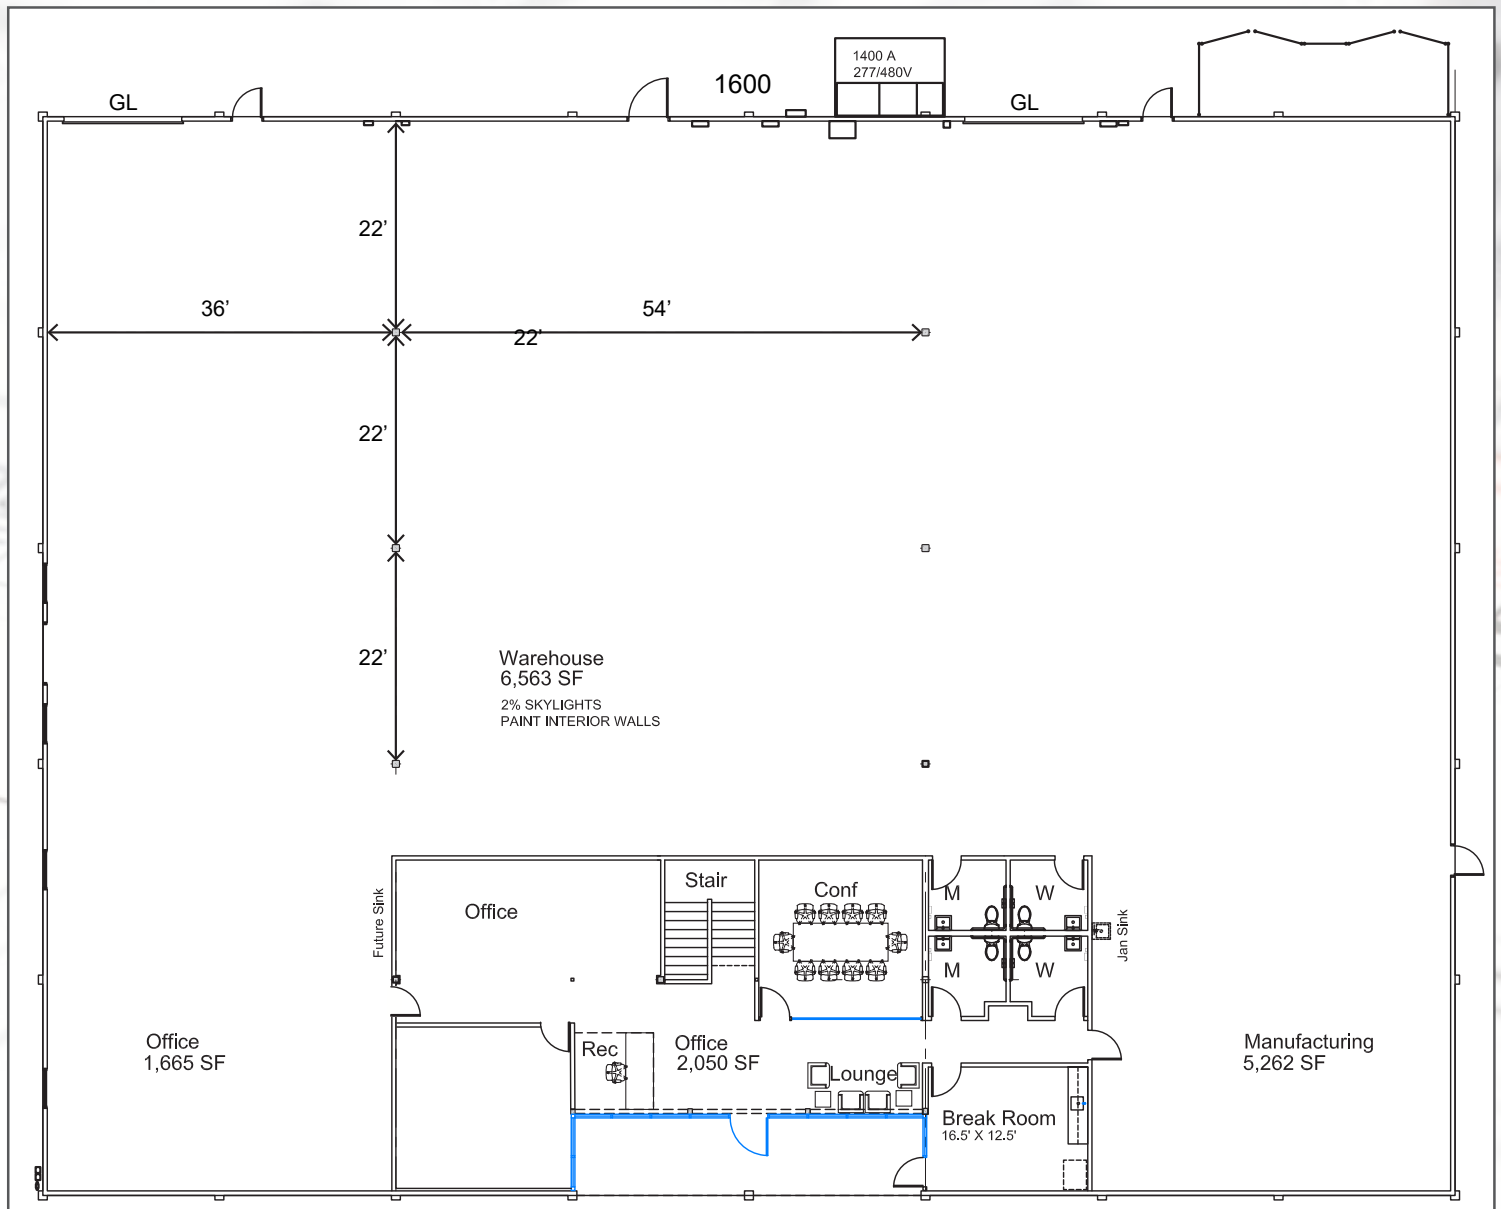 1400 A
277/480V
1600
GL
GL
22'
36'
54'
22'
22'
22'
Warehouse
6,563 SF
2% SKYLIGHTS
PAINT INTERIOR WALLS
Stair
Conf
Office
M
W
Future Sink
Jan Sink
M
W
Office
1,665 SF
Rec
Office
2,050 SF
Manufacturing
5,262 SF
Lounge
Break Room
16.5' X 12.5'